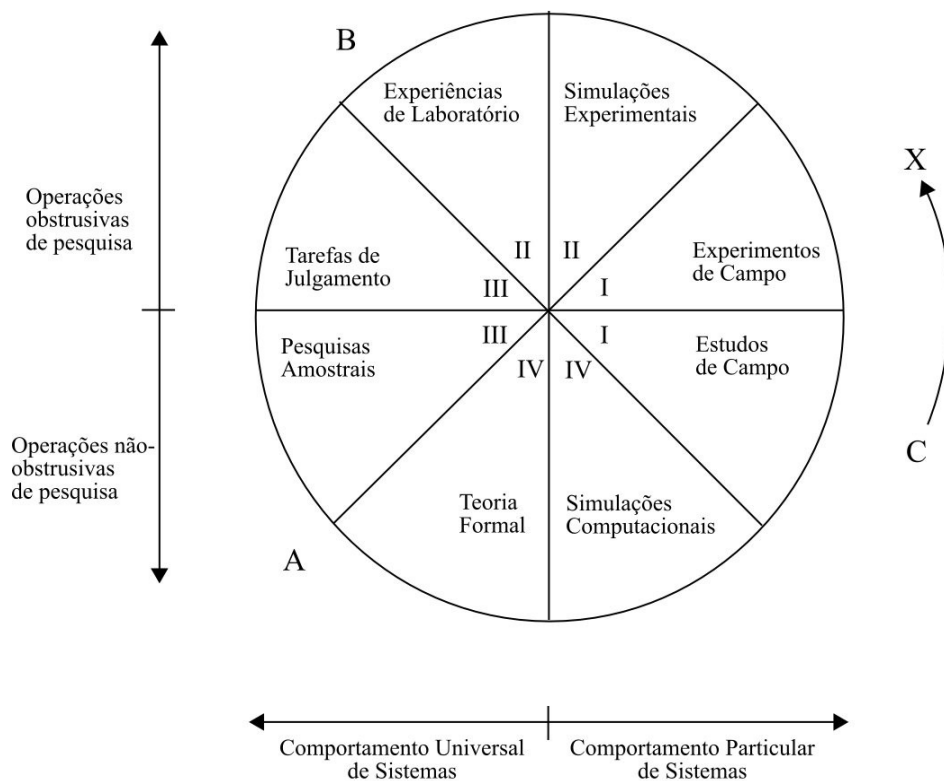 B
Experiências
de Laboratório
Simulações
Experimentais
X
Operações
obstrusivas
de pesquisa
Tarefas de
Julgamento
II
II
Experimentos
de Campo
III
I
Pesquisas
Amostrais
III
I
Estudos
de Campo
IV
IV
Operações não-
obstrusivas
de pesquisa
C
Teoria
Formal
Simulações
Computacionais
A
Comportamento Universal
de Sistemas
Comportamento Particular
de Sistemas